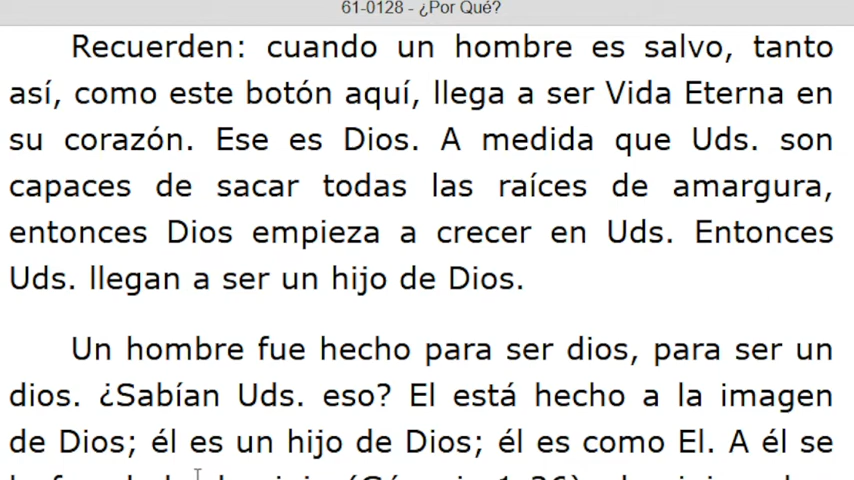 61-0128 - ¿Por Qué?
Recuerden: cuando un hombre es salvo, tanto
así, como este botón aquí, llega a ser Vida Eterna en
su corazón. Ese es Dios. A medida que Uds. son
capaces de sacar todas las raíces de amargura,
entonces Dios empieza a crecer en Uds. Entonces
Uds. llegan a ser un hijo de Dios.
Un hombre fue hecho para ser dios, para ser un
dios. ¿Sabían Uds. eso? El está hecho a la imagen
de Dios; él es un hijo de Dios; él es como El. A él se